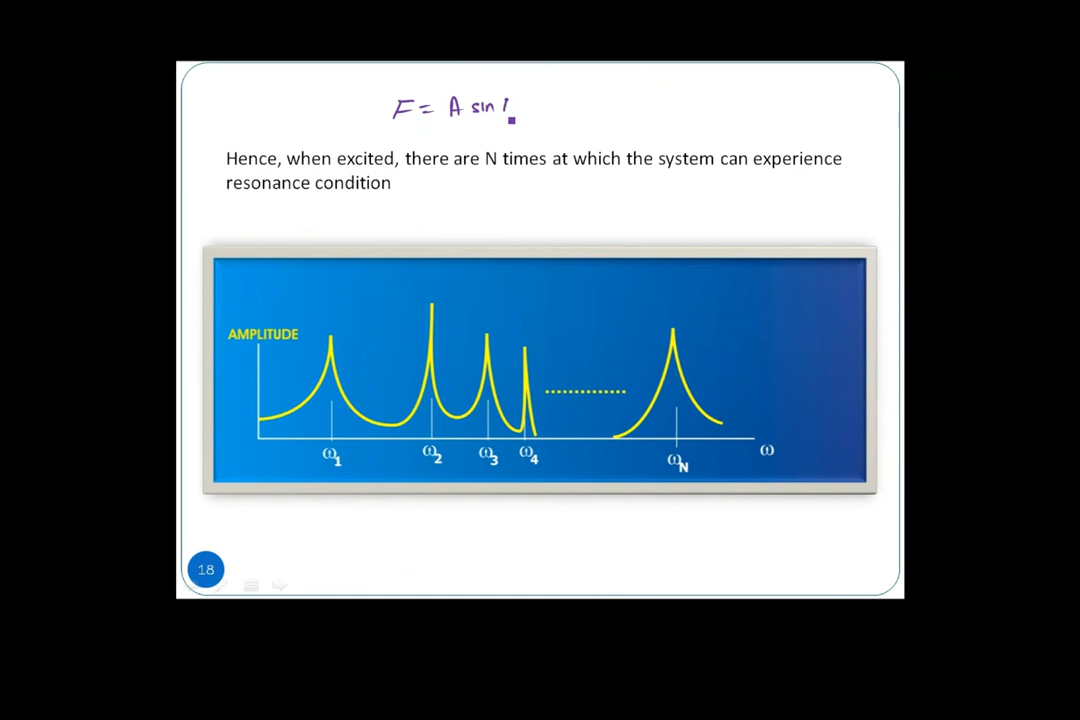 F = A sin
Hence, when excited, there are N times at which the system can experience
resonance condition
AMPLITUDE
ω1 ω2 ω3 ω4 ωN ω
18